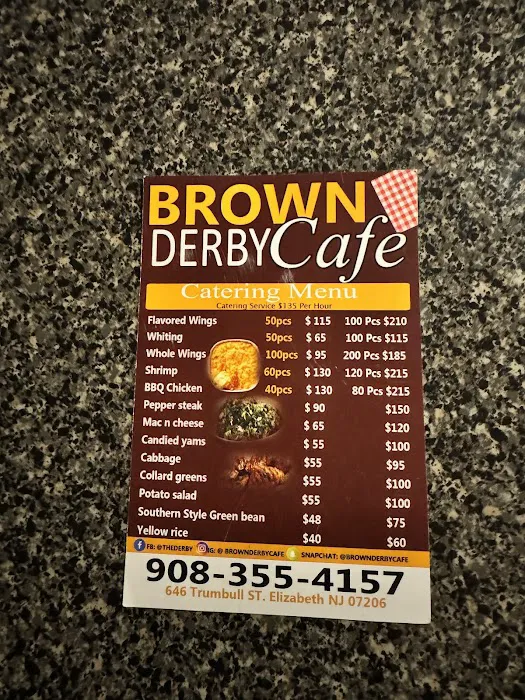 BROWN
DERBY Cafe
Catering Menu
Catering Service $135 Per Hour
Flavored Wings 50pcs $ 115 100 Pcs $210
Whiting 50pcs $ 65 100 Pcs $115
Whole Wings 100pcs $ 95 200 Pcs $185
Shrimp 60pcs $ 130 120 Pcs $215
BBQ Chicken 40pcs $ 130 80 Pcs $215
Pepper steak $ 90 $150
Mac n cheese $ 65 $120
Candied yams $ 55 $100
Cabbage $55 $95
Collard greens $55 $100
Potato salad $55 $100
Southern Style Green bean $48 $75
Yellow rice $40 $60
FB: @THEDERBY IG: @ BROWNDERBYCAFE SNAPCHAT: @BROWNDERBYCAFE
908-355-4157
646 Trumbull ST. Elizabeth NJ 07206